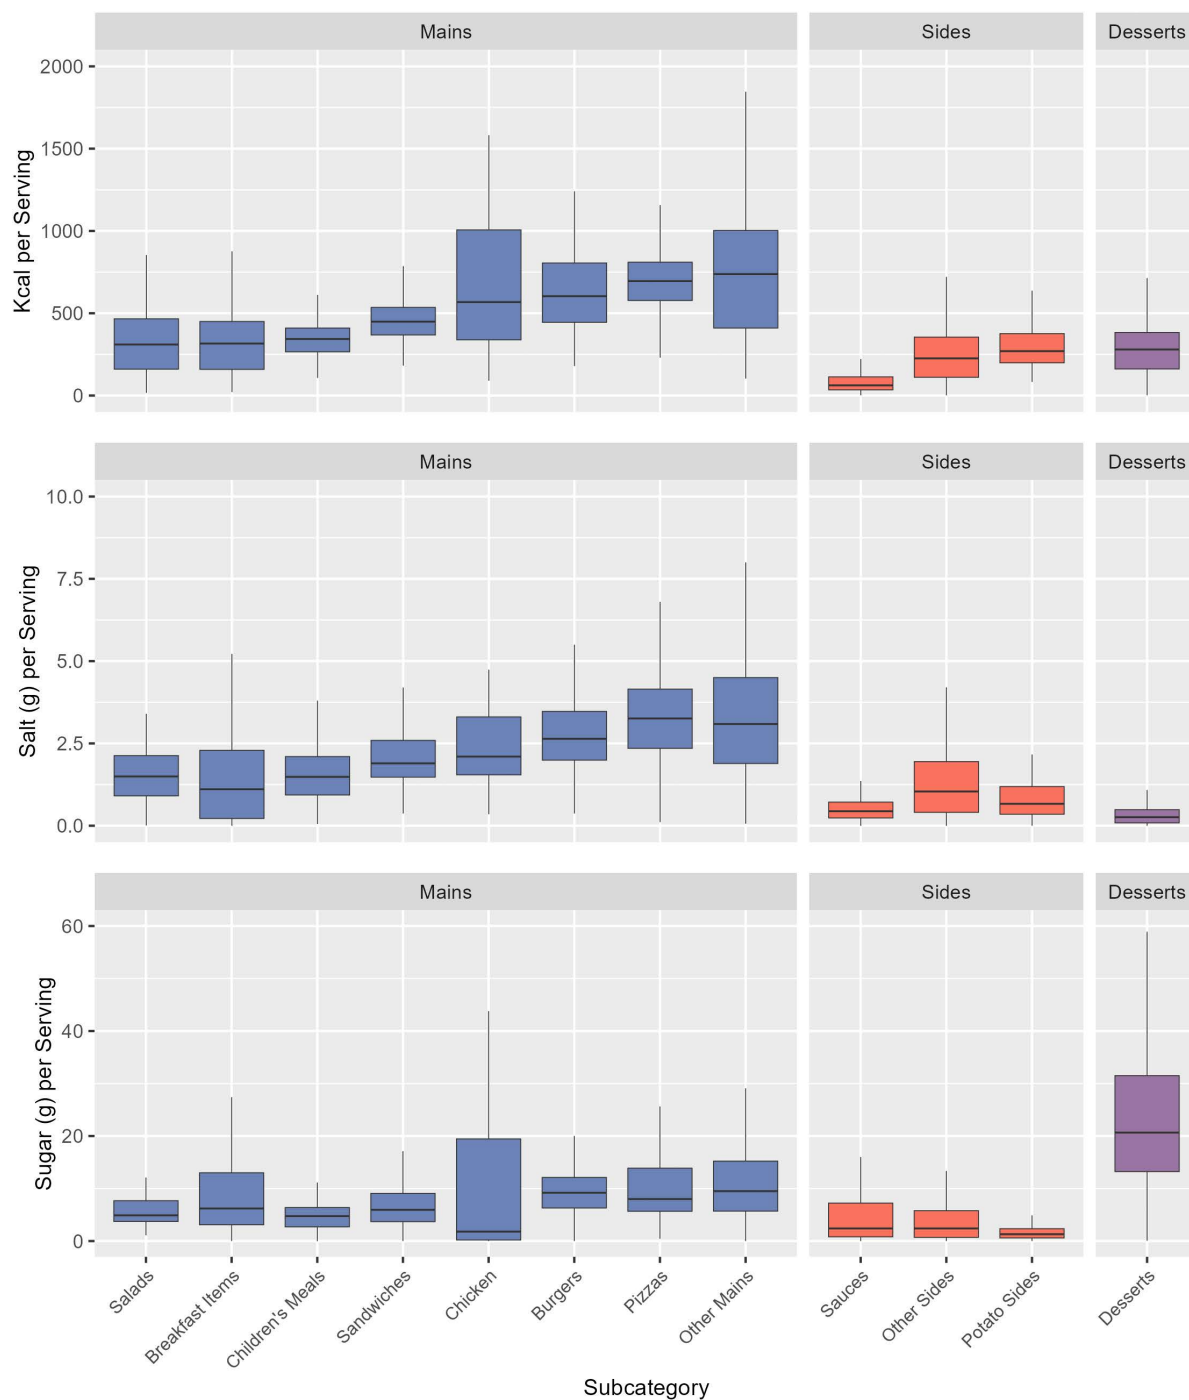 Mains
Sides
Desserts
Kcal per Serving
2000
1500
1000
500
0
Mains
Sides
Desserts
Salt (g) per Serving
10.0
7.5
5.0
2.5
0.0
Mains
Sides
Desserts
Sugar (g) per Serving
60
40
20
0
Salads
Breakfast Items
Children's Meals
Sandwiches
Chicken
Burgers
Pizzas
Other Mains
Sauces
Other Sides
Potato Sides
Desserts
Subcategory